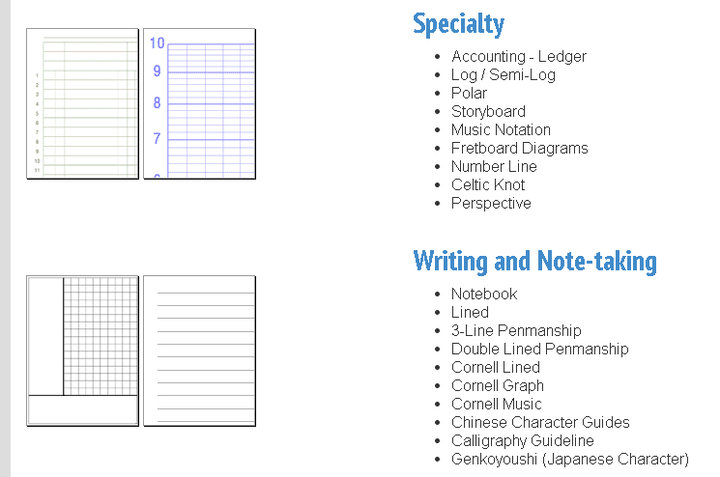 Specialty
Accounting - Ledger
Log / Semi-Log
Polar
Storyboard
Music Notation
Fretboard Diagrams
Number Line
Celtic Knot
Perspective
1
2
3
4
5
6
7
8
9
10
11
10
9
8
7
6
Writing and Note-taking
Notebook
Lined
3-Line Penmanship
Double Lined Penmanship
Cornell Lined
Cornell Graph
Cornell Music
Chinese Character Guides
Calligraphy Guideline
Genkoyoushi (Japanese Character)